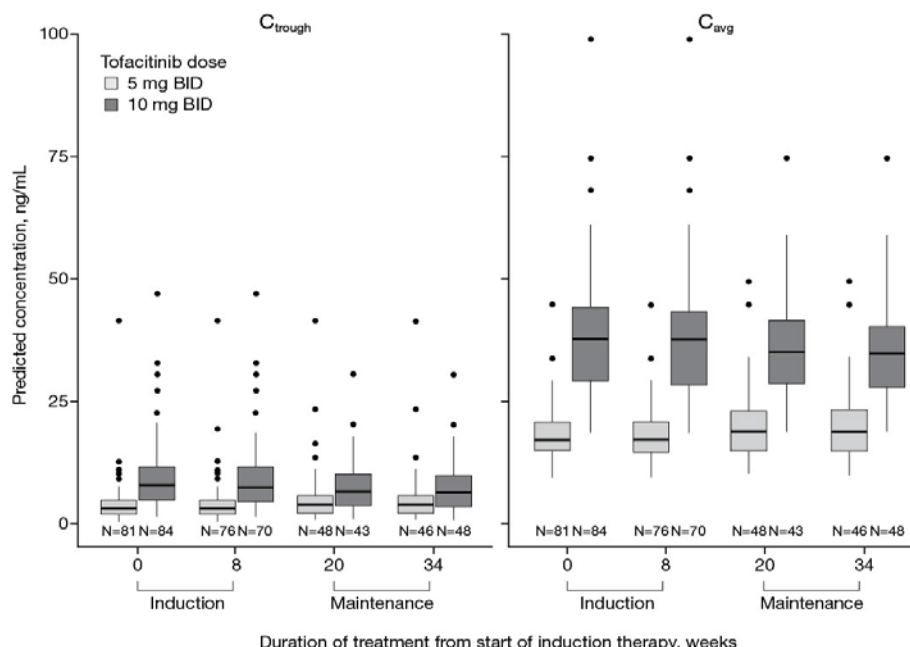 C_trough
C_avg
Tofacitinib dose
5 mg BID
10 mg BID
Predicted concentration, ng/mL
100
75
50
25
0
N=81 N=84 N=76 N=70 N=48 N=43 N=46 N=48
N=81 N=84 N=76 N=70 N=48 N=43 N=46 N=48
0 8 20 34
0 8 20 34
Induction Maintenance
Induction Maintenance
Duration of treatment from start of induction therapy, weeks